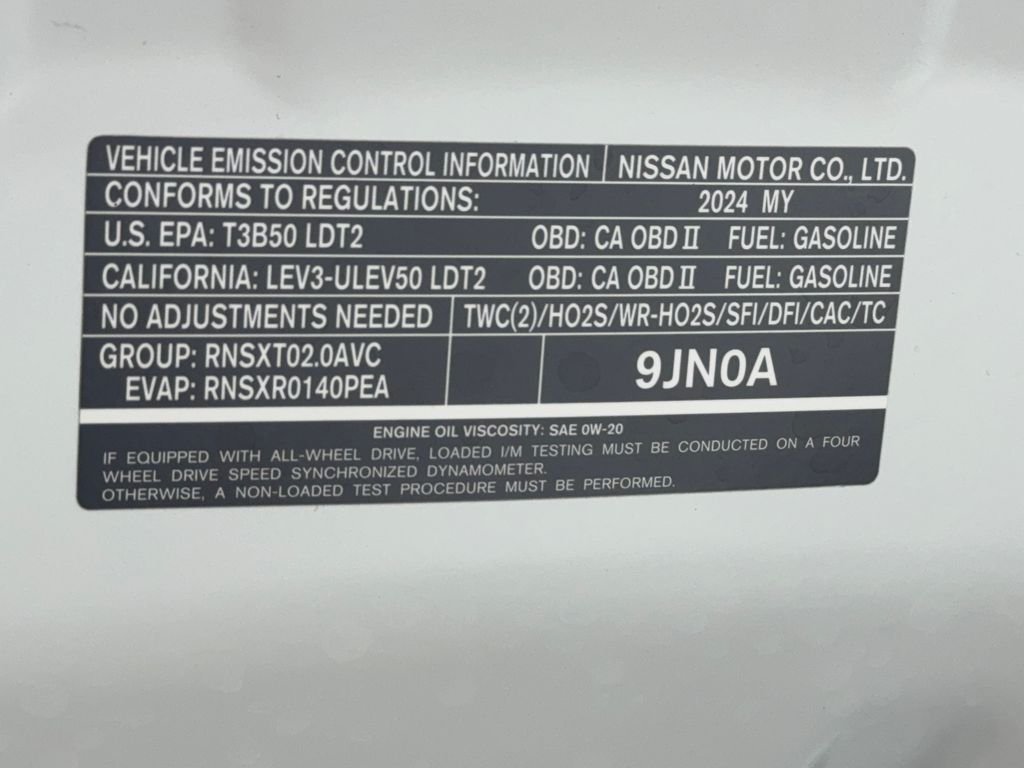 VEHICLE EMISSION CONTROL INFORMATION NISSAN MOTOR CO., LTD.
CONFORMS TO REGULATIONS: 2024 MY
U.S. EPA: T3B50 LDT2 OBD: CA OBD II FUEL: GASOLINE
CALIFORNIA: LEV3-ULEV50 LDT2 OBD: CA OBD II FUEL: GASOLINE
NO ADJUSTMENTS NEEDED TWC(2)/HO2S/WR-HO2S/SFI/DFI/CAC/TC
GROUP: RNSXT02.0AVC
EVAP: RNSXR0140PEA
9JN0A
ENGINE OIL VISCOSITY: SAE 0W-20
IF EQUIPPED WITH ALL-WHEEL DRIVE, LOADED I/M TESTING MUST BE CONDUCTED ON A FOUR
WHEEL DRIVE SPEED SYNCHRONIZED DYNAMOMETER.
OTHERWISE, A NON-LOADED TEST PROCEDURE MUST BE PERFORMED.